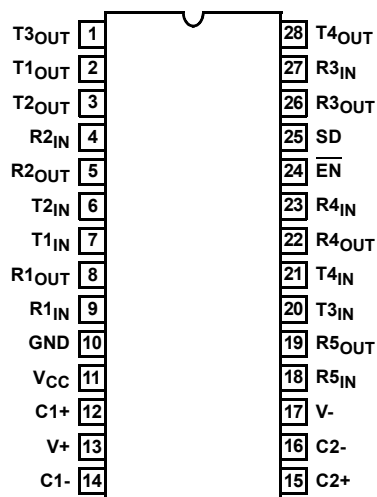 T3OUT 1 28 T4OUT
T1OUT 2 27 R3IN
T2OUT 3 26 R3OUT
R2IN 4 25 SD
R2OUT 5 24 E̅N̅
T2IN 6 23 R4IN
T1IN 7 22 R4OUT
R1OUT 8 21 T4IN
R1IN 9 20 T3IN
GND 10 19 R5OUT
VCC 11 18 R5IN
C1+ 12 17 V-
V+ 13 16 C2-
C1- 14 15 C2+